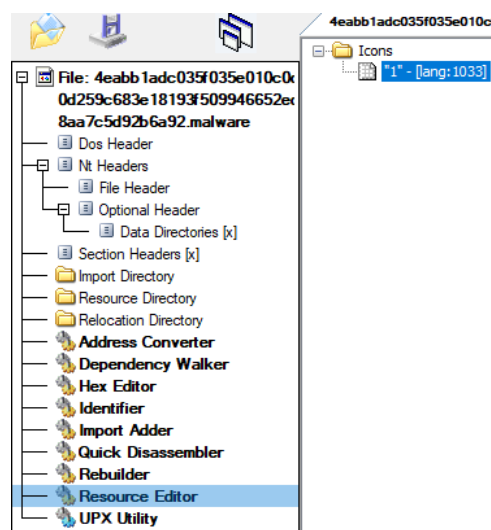 4eabb1adc035f035e010c
Icons
"1" - [lang:1033]
File: 4eabb1adc035f035e010c0
0d259c683e18193f509946652e
8aa7c5d92b6a92.malware
Dos Header
Nt Headers
File Header
Optional Header
Data Directories [x]
Section Headers [x]
Import Directory
Resource Directory
Relocation Directory
Address Converter
Dependency Walker
Hex Editor
Identifier
Import Adder
Quick Disassembler
Rebuilder
Resource Editor
UPX Utility